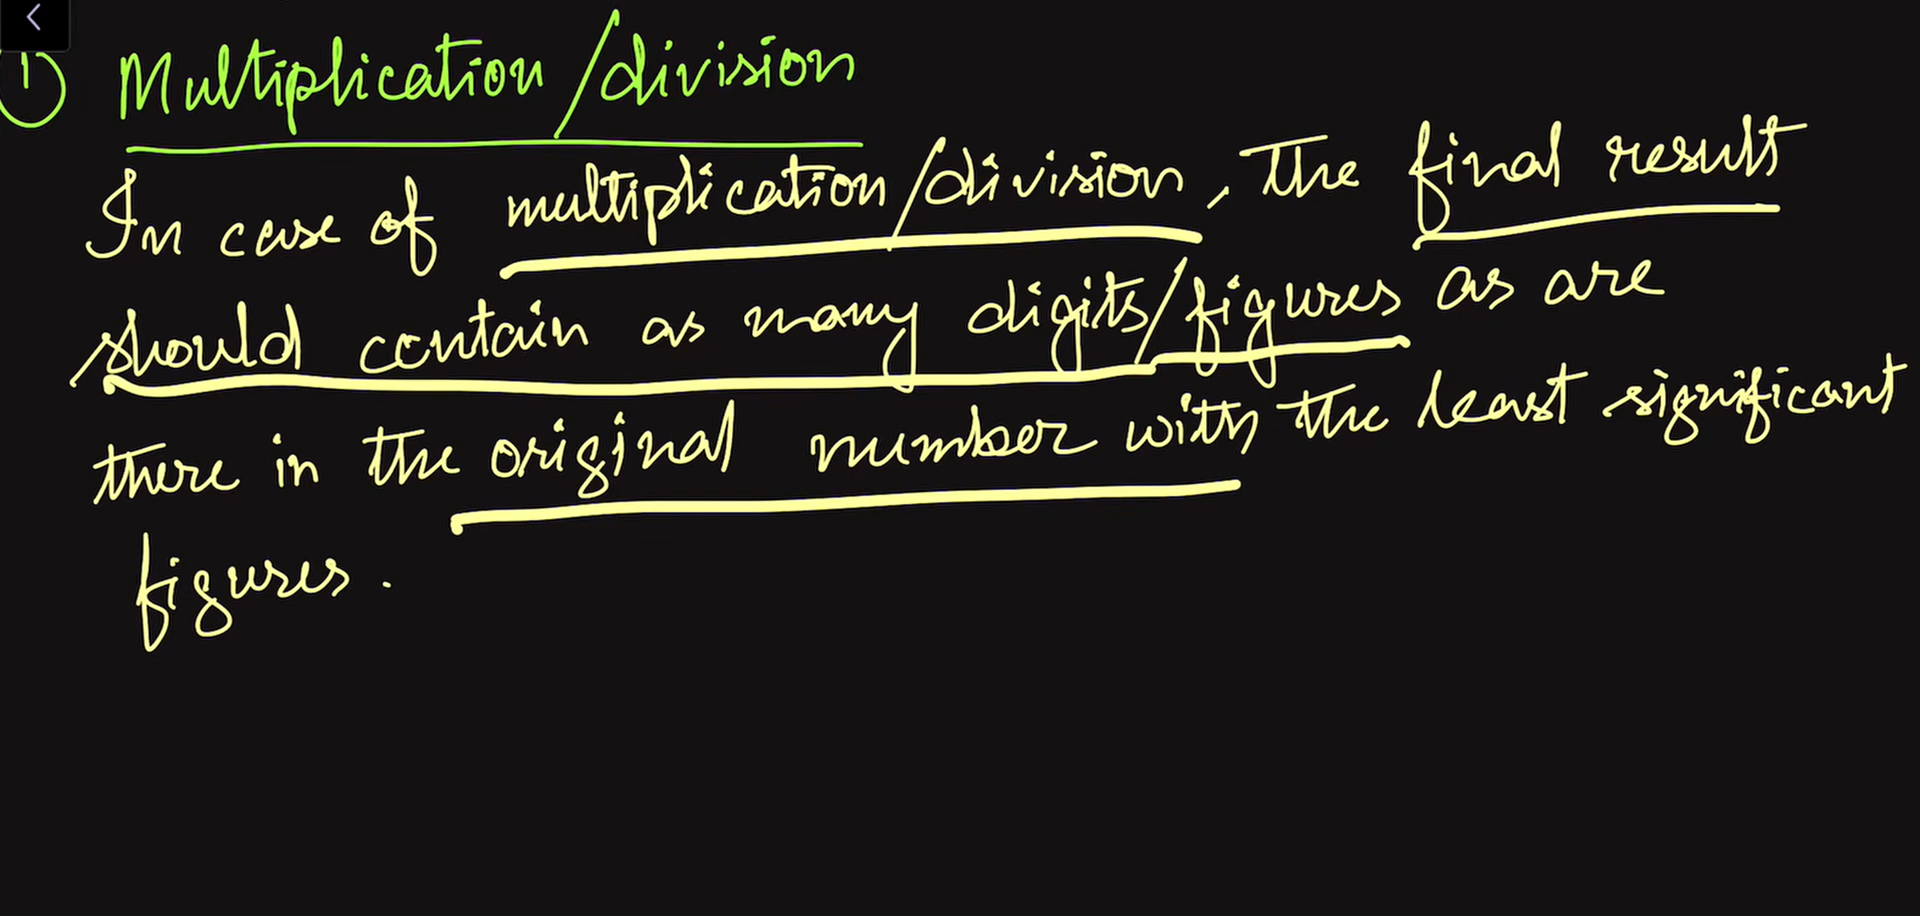 ① Multiplication/division
In case of multiplication/division, the final result
should contain as many digits/figures as are
there in the original number with the least significant
figures.